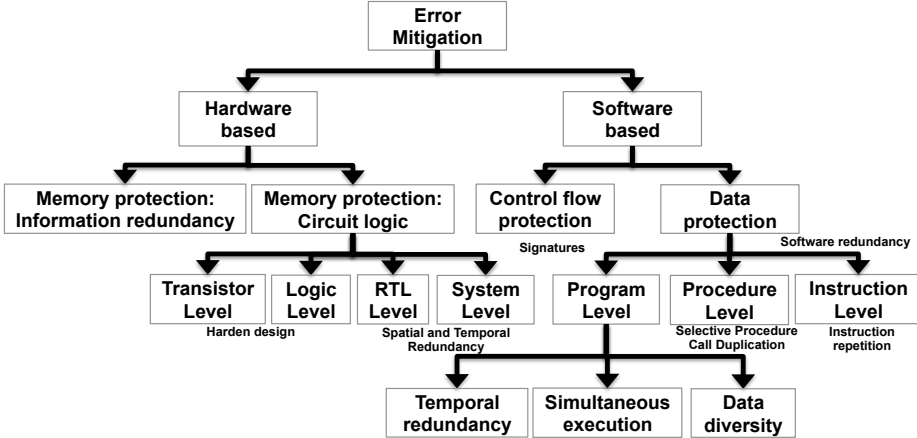 Error
Mitigation
Hardware
based
Software
based
Memory protection:
Information redundancy
Memory protection:
Circuit logic
Control flow
protection
Data
protection
Signatures
Software redundancy
Transistor
Level
Logic
Level
RTL
Level
System
Level
Program
Level
Procedure
Level
Instruction
Level
Harden design
Spatial and Temporal
Redundancy
Selective Procedure
Call Duplication
Instruction
repetition
Temporal
redundancy
Simultaneous
execution
Data
diversity